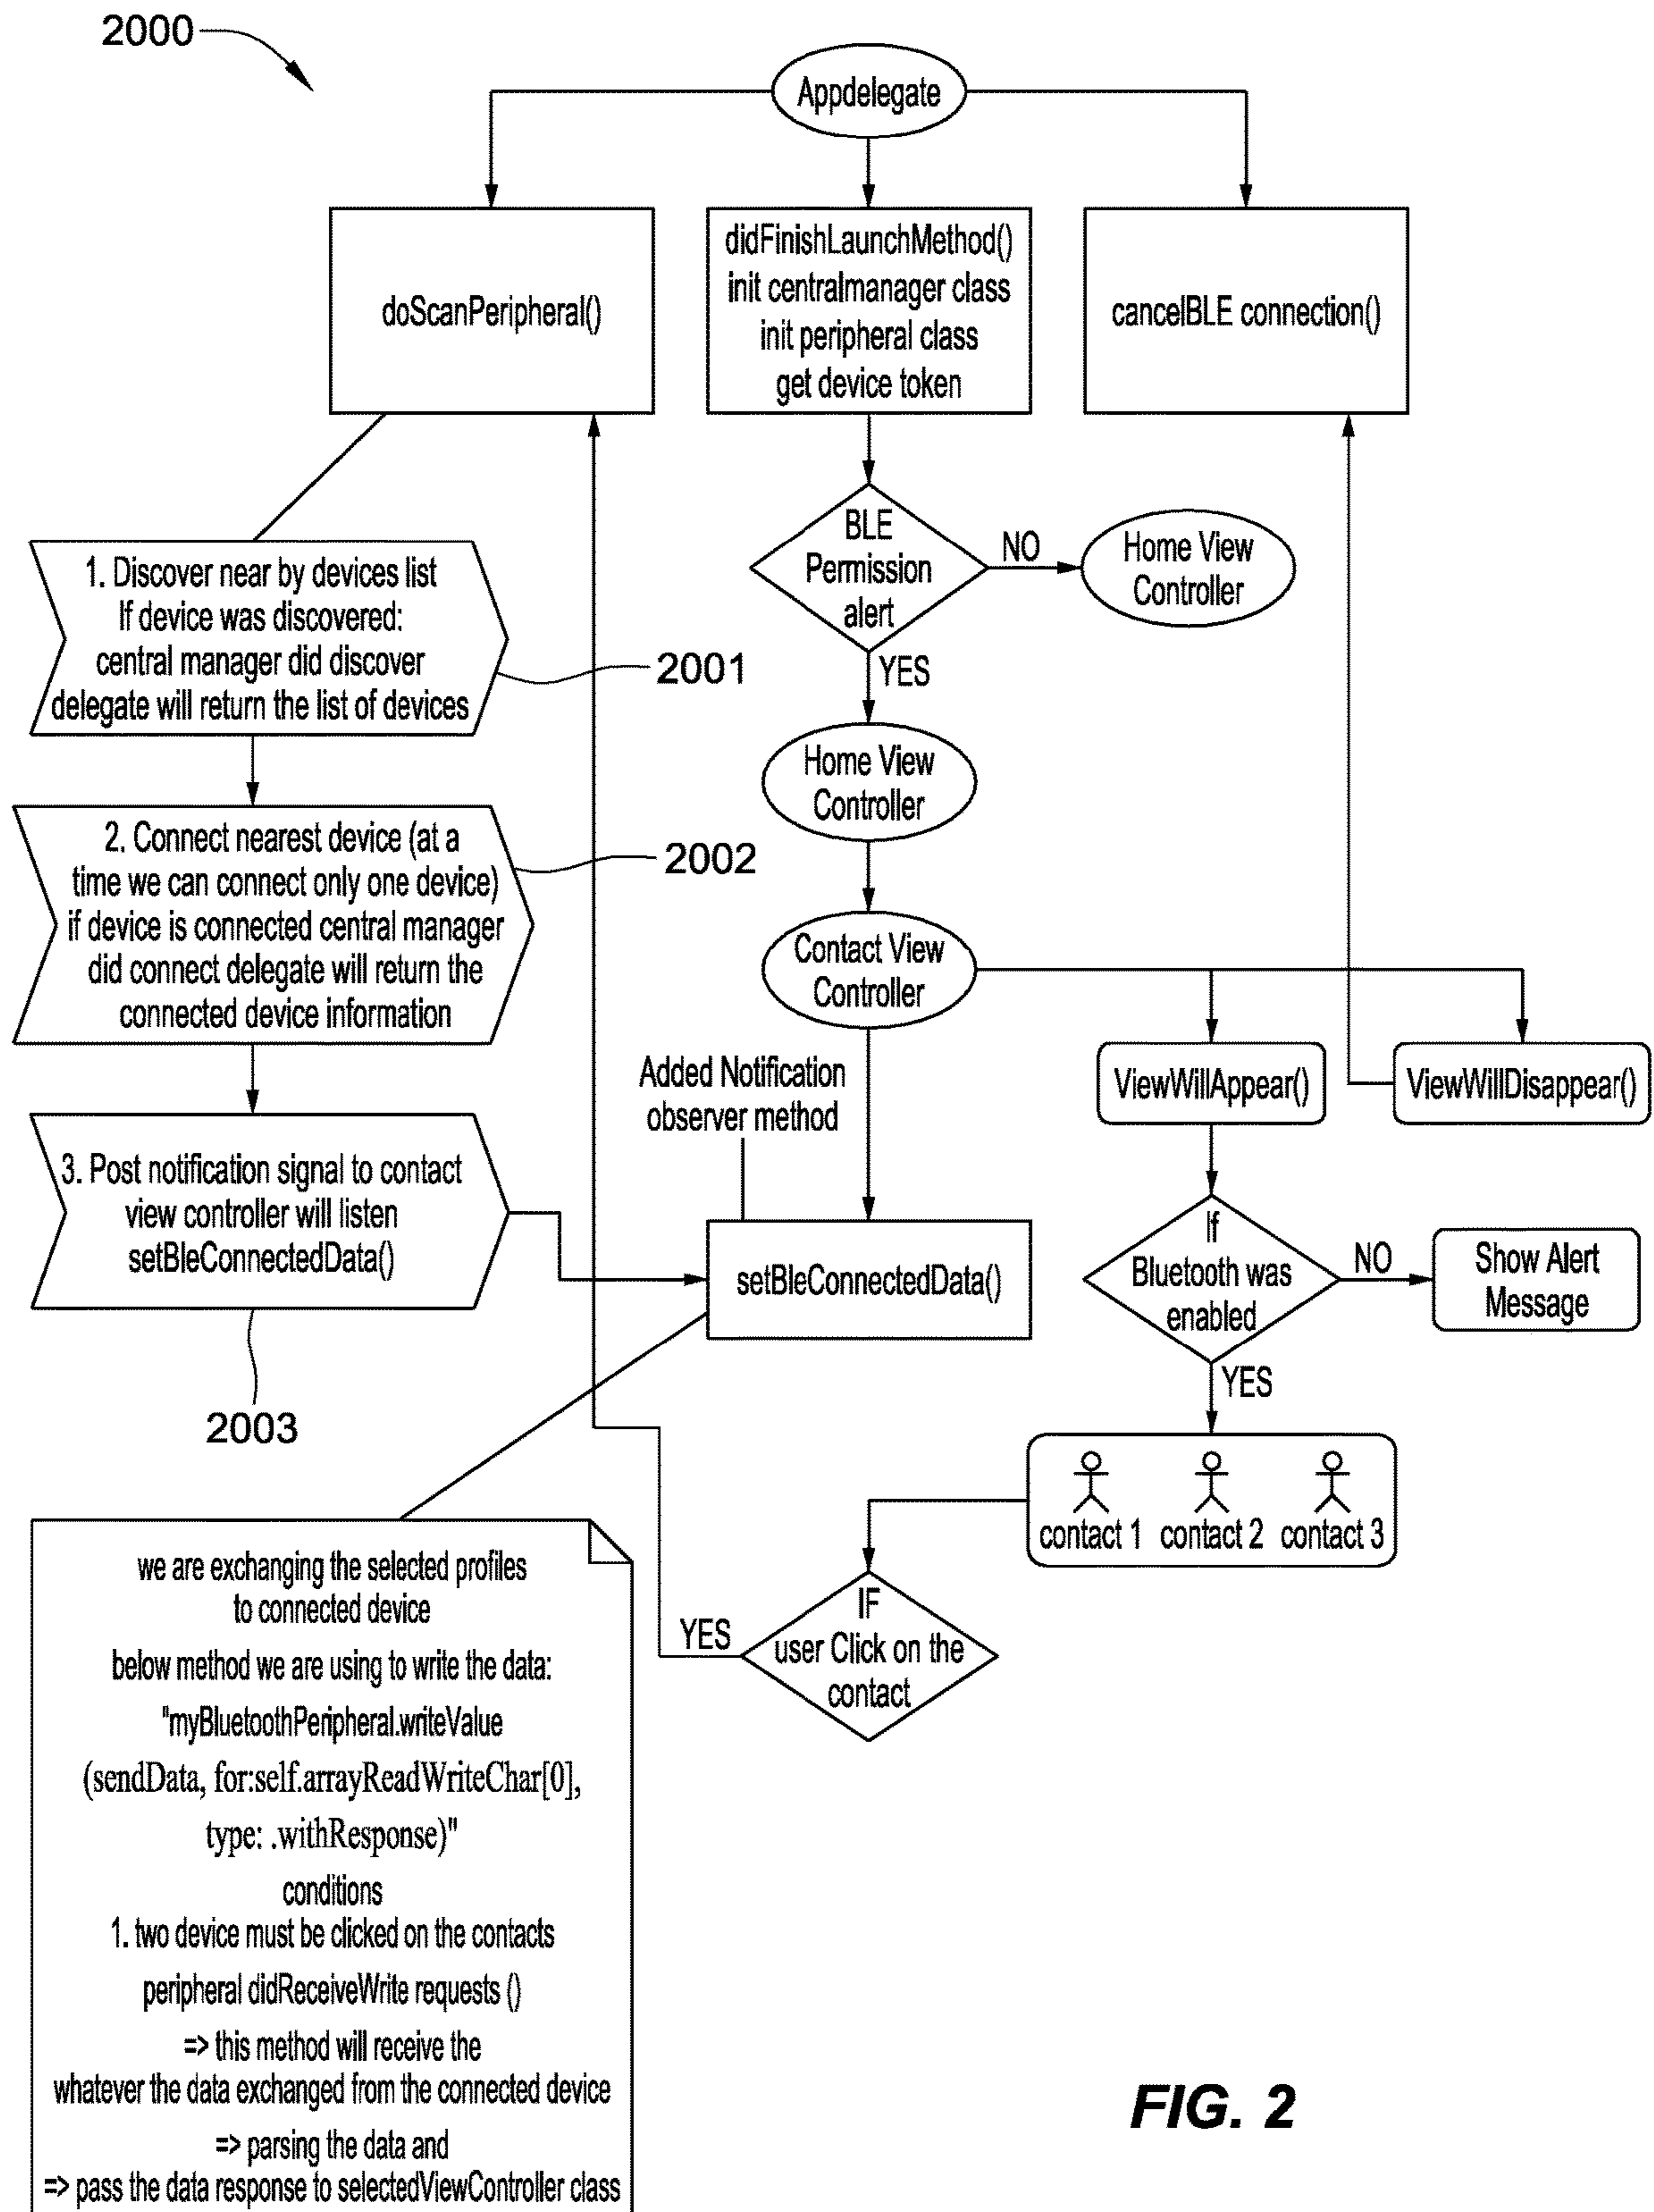 2000
Appdelegate
doScanPeripheral()
didFinishLaunchMethod()
init centralmanager class
init peripheral class
get device token
cancelBLE connection()
BLE
Permission
alert
NO
Home View
Controller
YES
1. Discover near by devices list
If device was discovered:
central manager did discover
delegate will return the list of devices
2001
Home View
Controller
2. Connect nearest device (at a
time we can connect only one device)
if device is connected central manager
did connect delegate will return the
connected device information
2002
Contact View
Controller
Added Notification
observer method
ViewWillAppear()
ViewWillDisappear()
3. Post notification signal to contact
view controller will listen
setBleConnectedData()
2003
setBleConnectedData()
If
Bluetooth was
enabled
NO
Show Alert
Message
YES
contact 1 contact 2 contact 3
IF
user Click on the
contact
YES
we are exchanging the selected profiles
to connected device
below method we are using to write the data:
"myBluetoothPeripheral.writeValue
(sendData, for:self.arrayReadWriteChar[0],
type: .withResponse)"
conditions
1. two device must be clicked on the contacts
peripheral didReceiveWrite requests ()
=> this method will receive the
whatever the data exchanged from the connected device
=> parsing the data and
=> pass the data response to selectedViewController class
FIG. 2